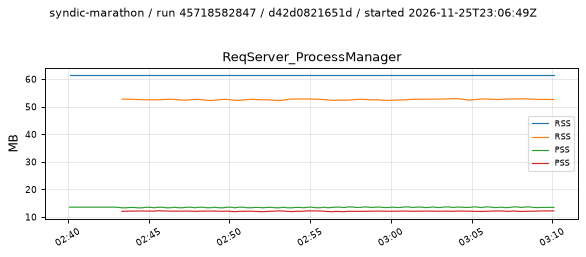 syndic-marathon / run 45718582847 / d42d0821651d / started 2026-11-25T23:06:49Z
ReqServer_ProcessManager
MB
60
50
40
30
20
10
RSS
RSS
PSS
PSS
02:40
02:45
02:50
02:55
03:00
03:05
03:10